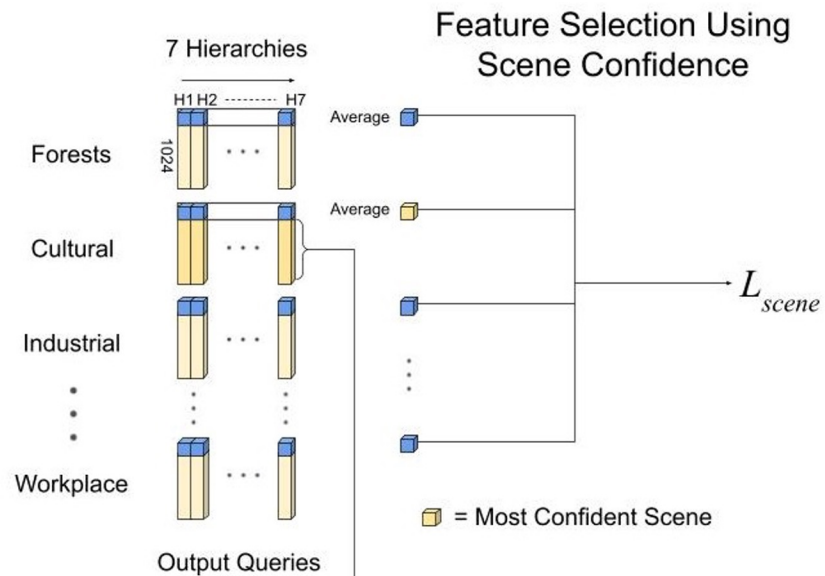 Feature Selection Using
Scene Confidence
7 Hierarchies
H1 H2 H7
Average
Forests
1024
Average
Cultural
Industrial
L scene
Workplace
= Most Confident Scene
Output Queries